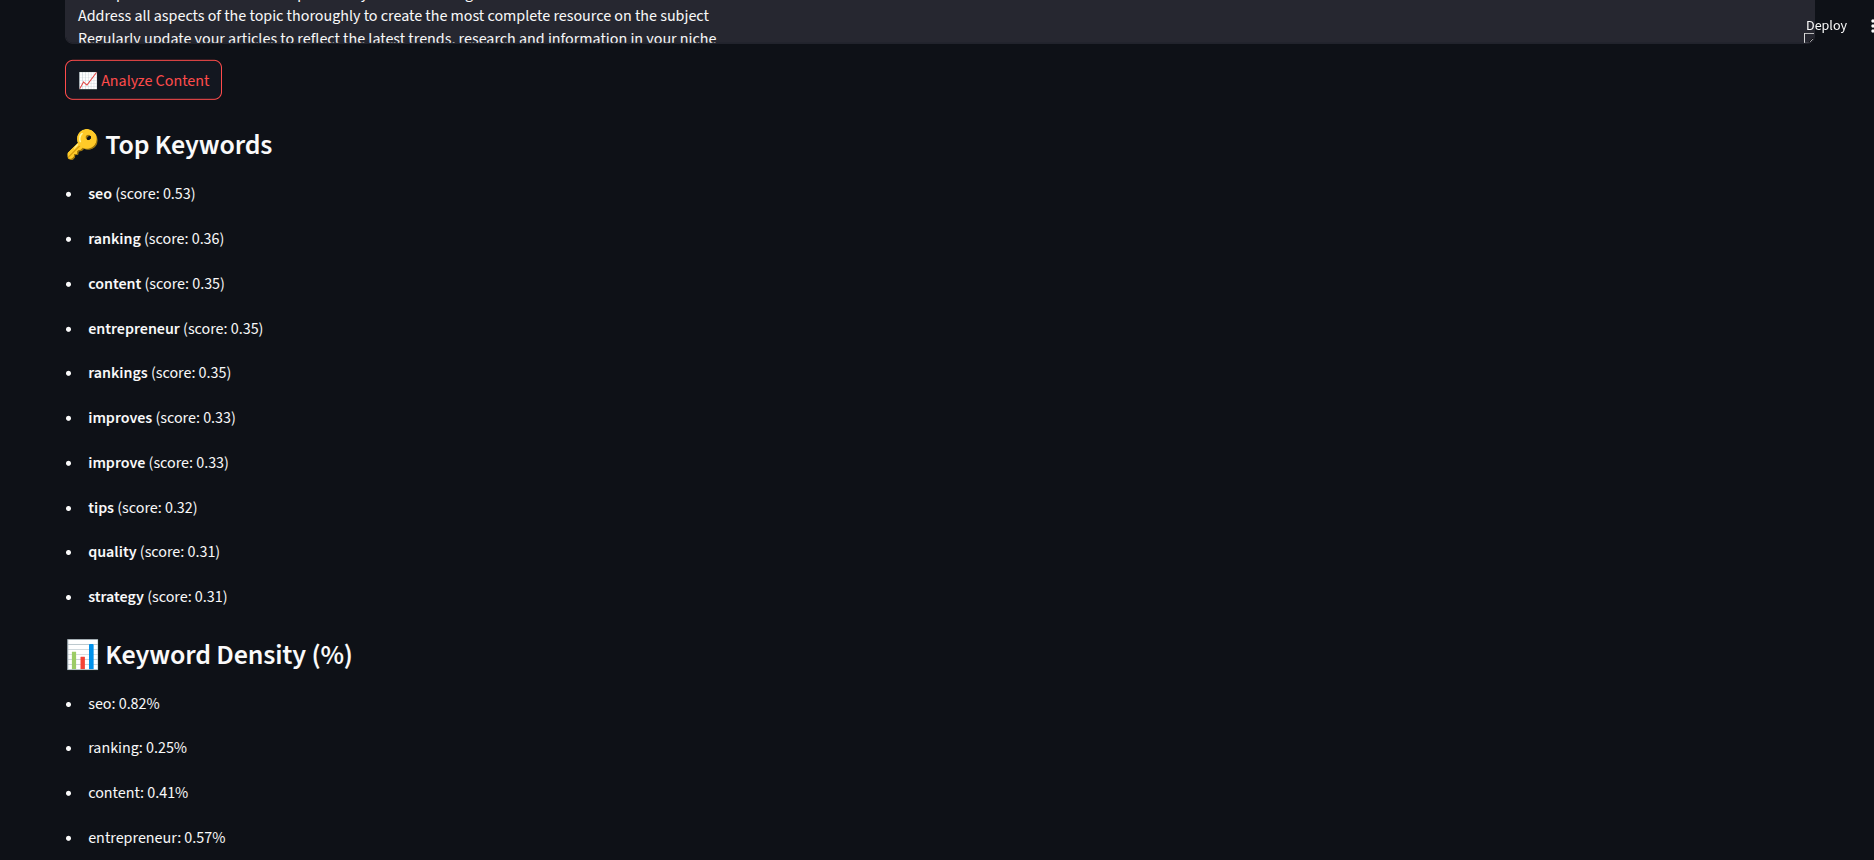 Address all aspects of the topic thoroughly to create the most complete resource on the subject
Regularly update your articles to reflect the latest trends, research and information in your niche
Deploy
Analyze Content
Top Keywords
seo (score: 0.53)
ranking (score: 0.36)
content (score: 0.35)
entrepreneur (score: 0.35)
rankings (score: 0.35)
improves (score: 0.33)
improve (score: 0.33)
tips (score: 0.32)
quality (score: 0.31)
strategy (score: 0.31)
Keyword Density (%)
seo: 0.82%
ranking: 0.25%
content: 0.41%
entrepreneur: 0.57%